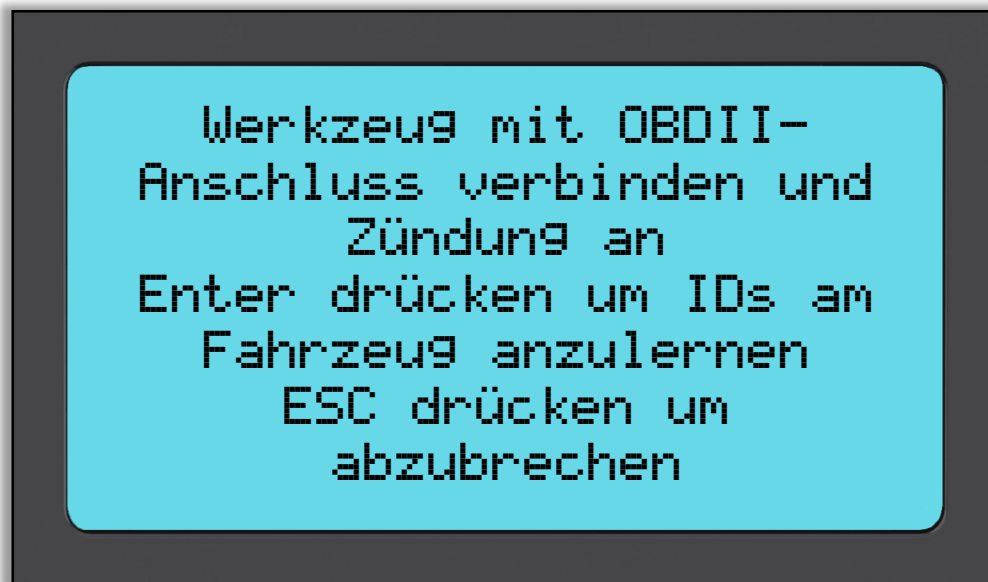 Werkzeug mit OBDII-
Anschluss verbinden und
Zündung an
Enter drücken um IDs am
Fahrzeug anzulernen
ESC drücken um
abzubrechen